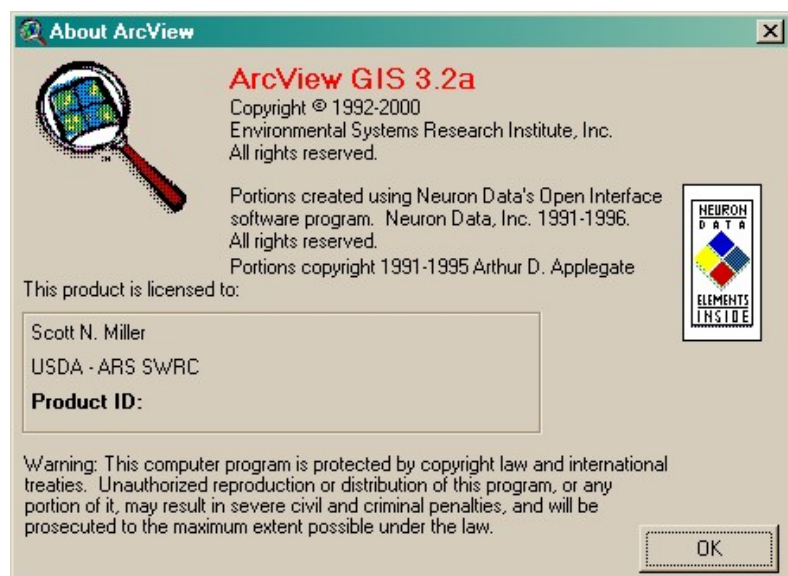 About ArcView
ArcView GIS 3.2a
Copyright © 1992-2000
Environmental Systems Research Institute, Inc.
All rights reserved.
Portions created using Neuron Data's Open Interface
software program.  Neuron Data, Inc. 1991-1996.
All rights reserved.
Portions copyright 1991-1995 Arthur D. Applegate
NEURON
DATA
ELEMENTS
INSIDE
This product is licensed to:
Scott N. Miller
USDA - ARS SWRC
Product ID:
Warning: This computer program is protected by copyright law and international
treaties.  Unauthorized reproduction or distribution of this program, or any
portion of it, may result in severe civil and criminal penalties, and will be
prosecuted to the maximum extent possible under the law.
OK